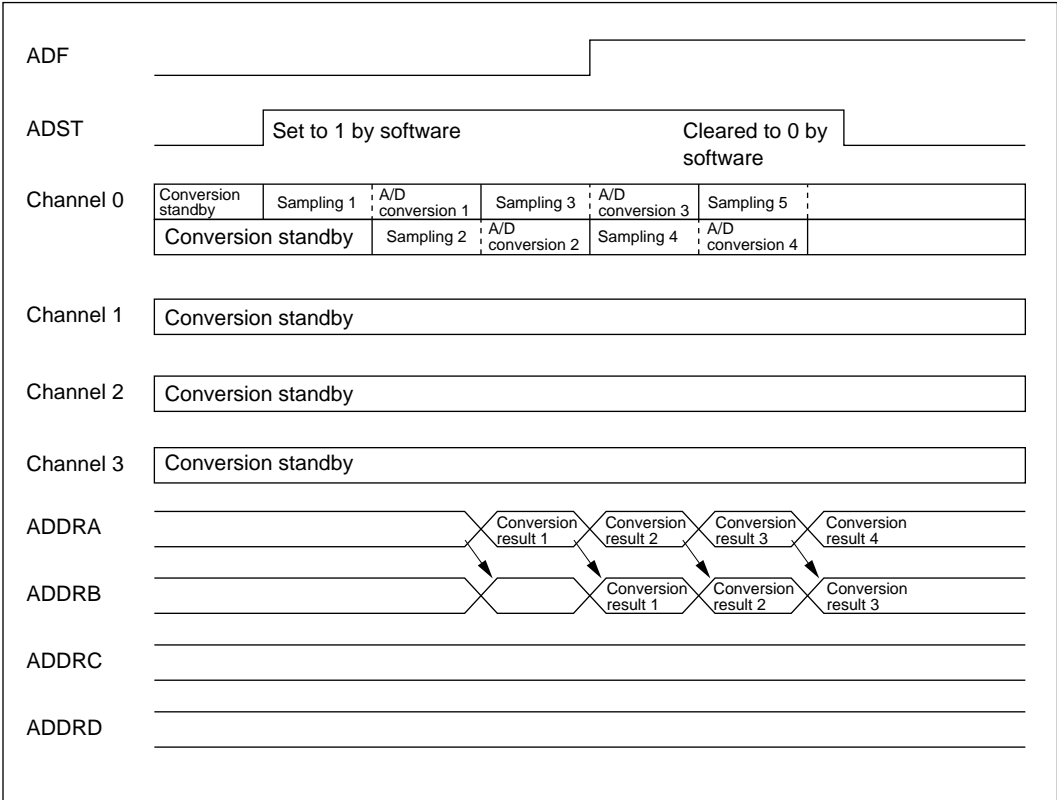 ADF
ADST
Set to 1 by software
Cleared to 0 by
software
Channel 0
Conversion
standby
Sampling 1
A/D
conversion 1
Sampling 3
A/D
conversion 3
Sampling 5
Conversion standby
Sampling 2
A/D
conversion 2
Sampling 4
A/D
conversion 4
Channel 1
Conversion standby
Channel 2
Conversion standby
Channel 3
Conversion standby
ADDRA
Conversion
result 1
Conversion
result 2
Conversion
result 3
Conversion
result 4
ADDRB
Conversion
result 1
Conversion
result 2
Conversion
result 3
ADDRC
ADDRD